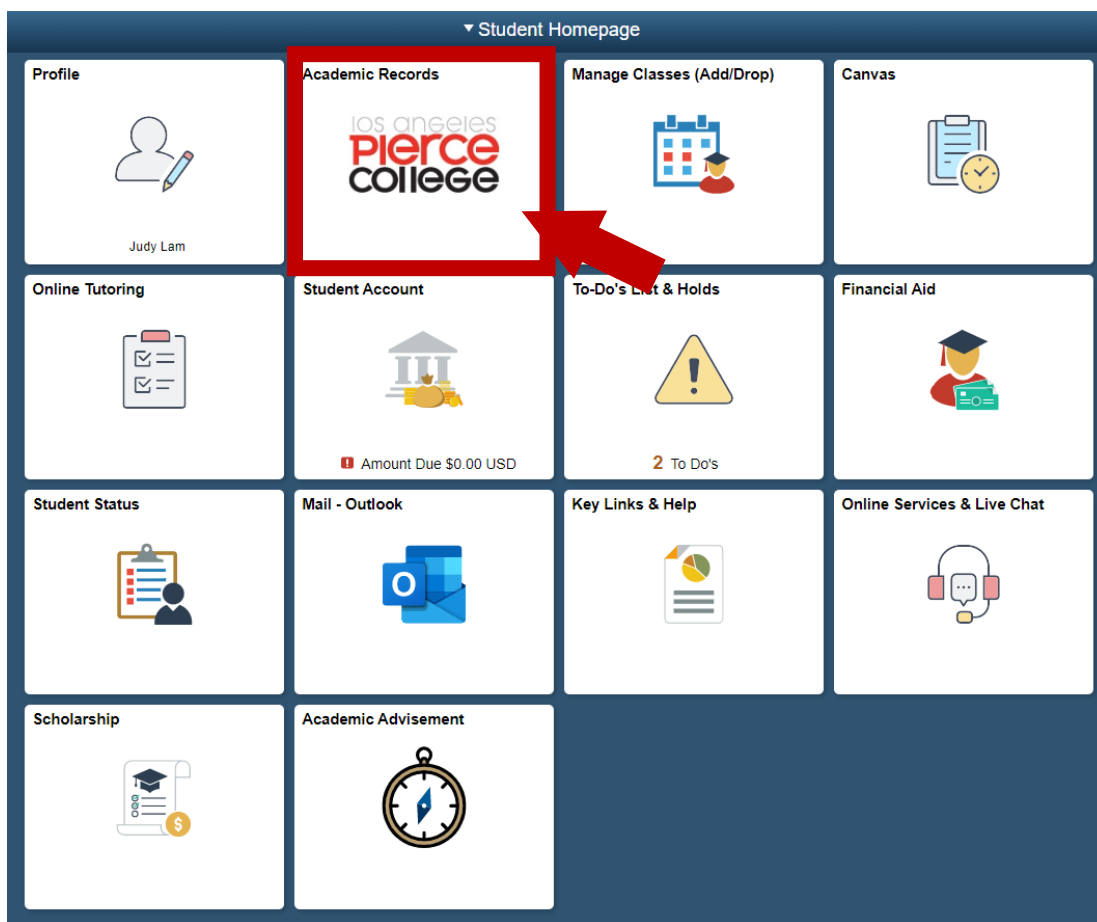 Student Homepage
Profile
Judy Lam
Academic Records
los angeles
PIERCE
COLLEGE
Manage Classes (Add/Drop)
Canvas
Online Tutoring
Student Account
Amount Due $0.00 USD
To-Do's List & Holds
2 To Do's
Financial Aid
Student Status
Mail - Outlook
O
Key Links & Help
Online Services & Live Chat
Scholarship
$
Academic Advisement